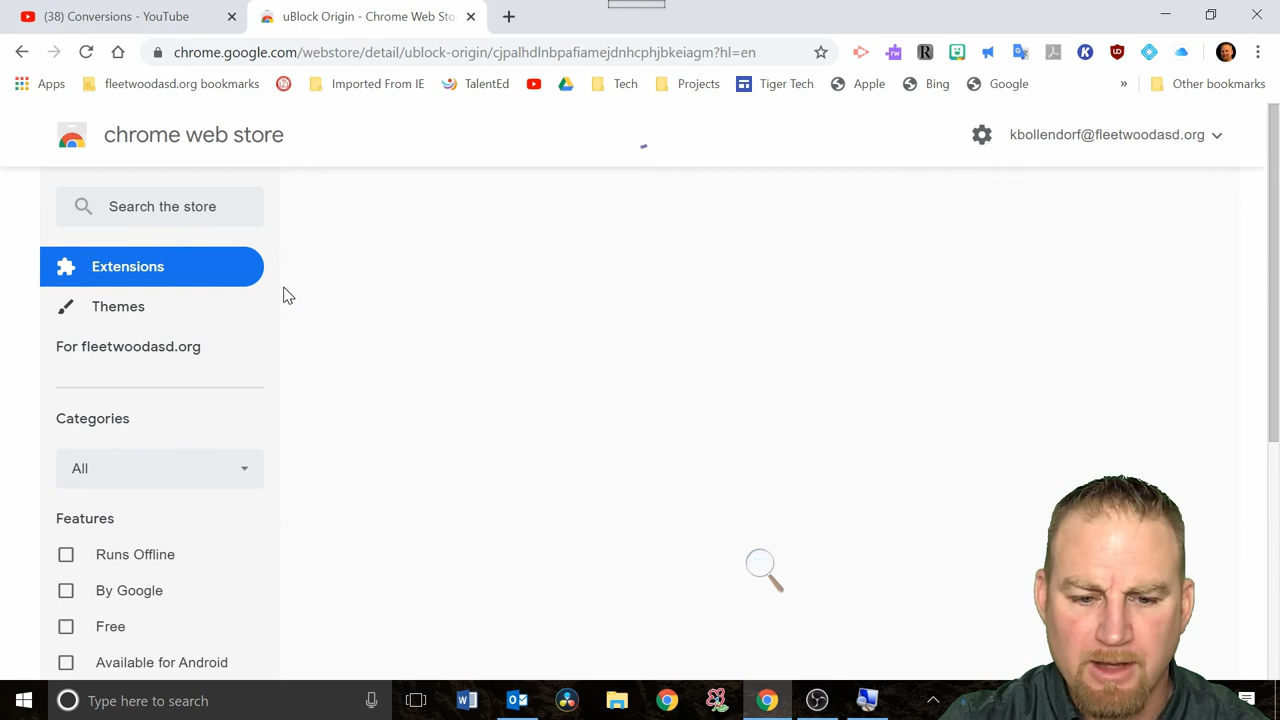 (38) Conversions - YouTube
uBlock Origin - Chrome Web Sto
chrome.google.com/webstore/detail/ublock-origin/cjpalhdlnbpafiamejdnhcphjbkeiagm?hl=en
Apps
fleetwoodasd.org bookmarks
Imported From IE
TalentEd
Tech
Projects
Tiger Tech
Apple
Bing
Google
»
Other bookmarks
chrome web store
kbollendorf@fleetwoodasd.org
Search the store
Extensions
Themes
For fleetwoodasd.org
Categories
All
Features
Runs Offline
By Google
Free
Available for Android
Type here to search